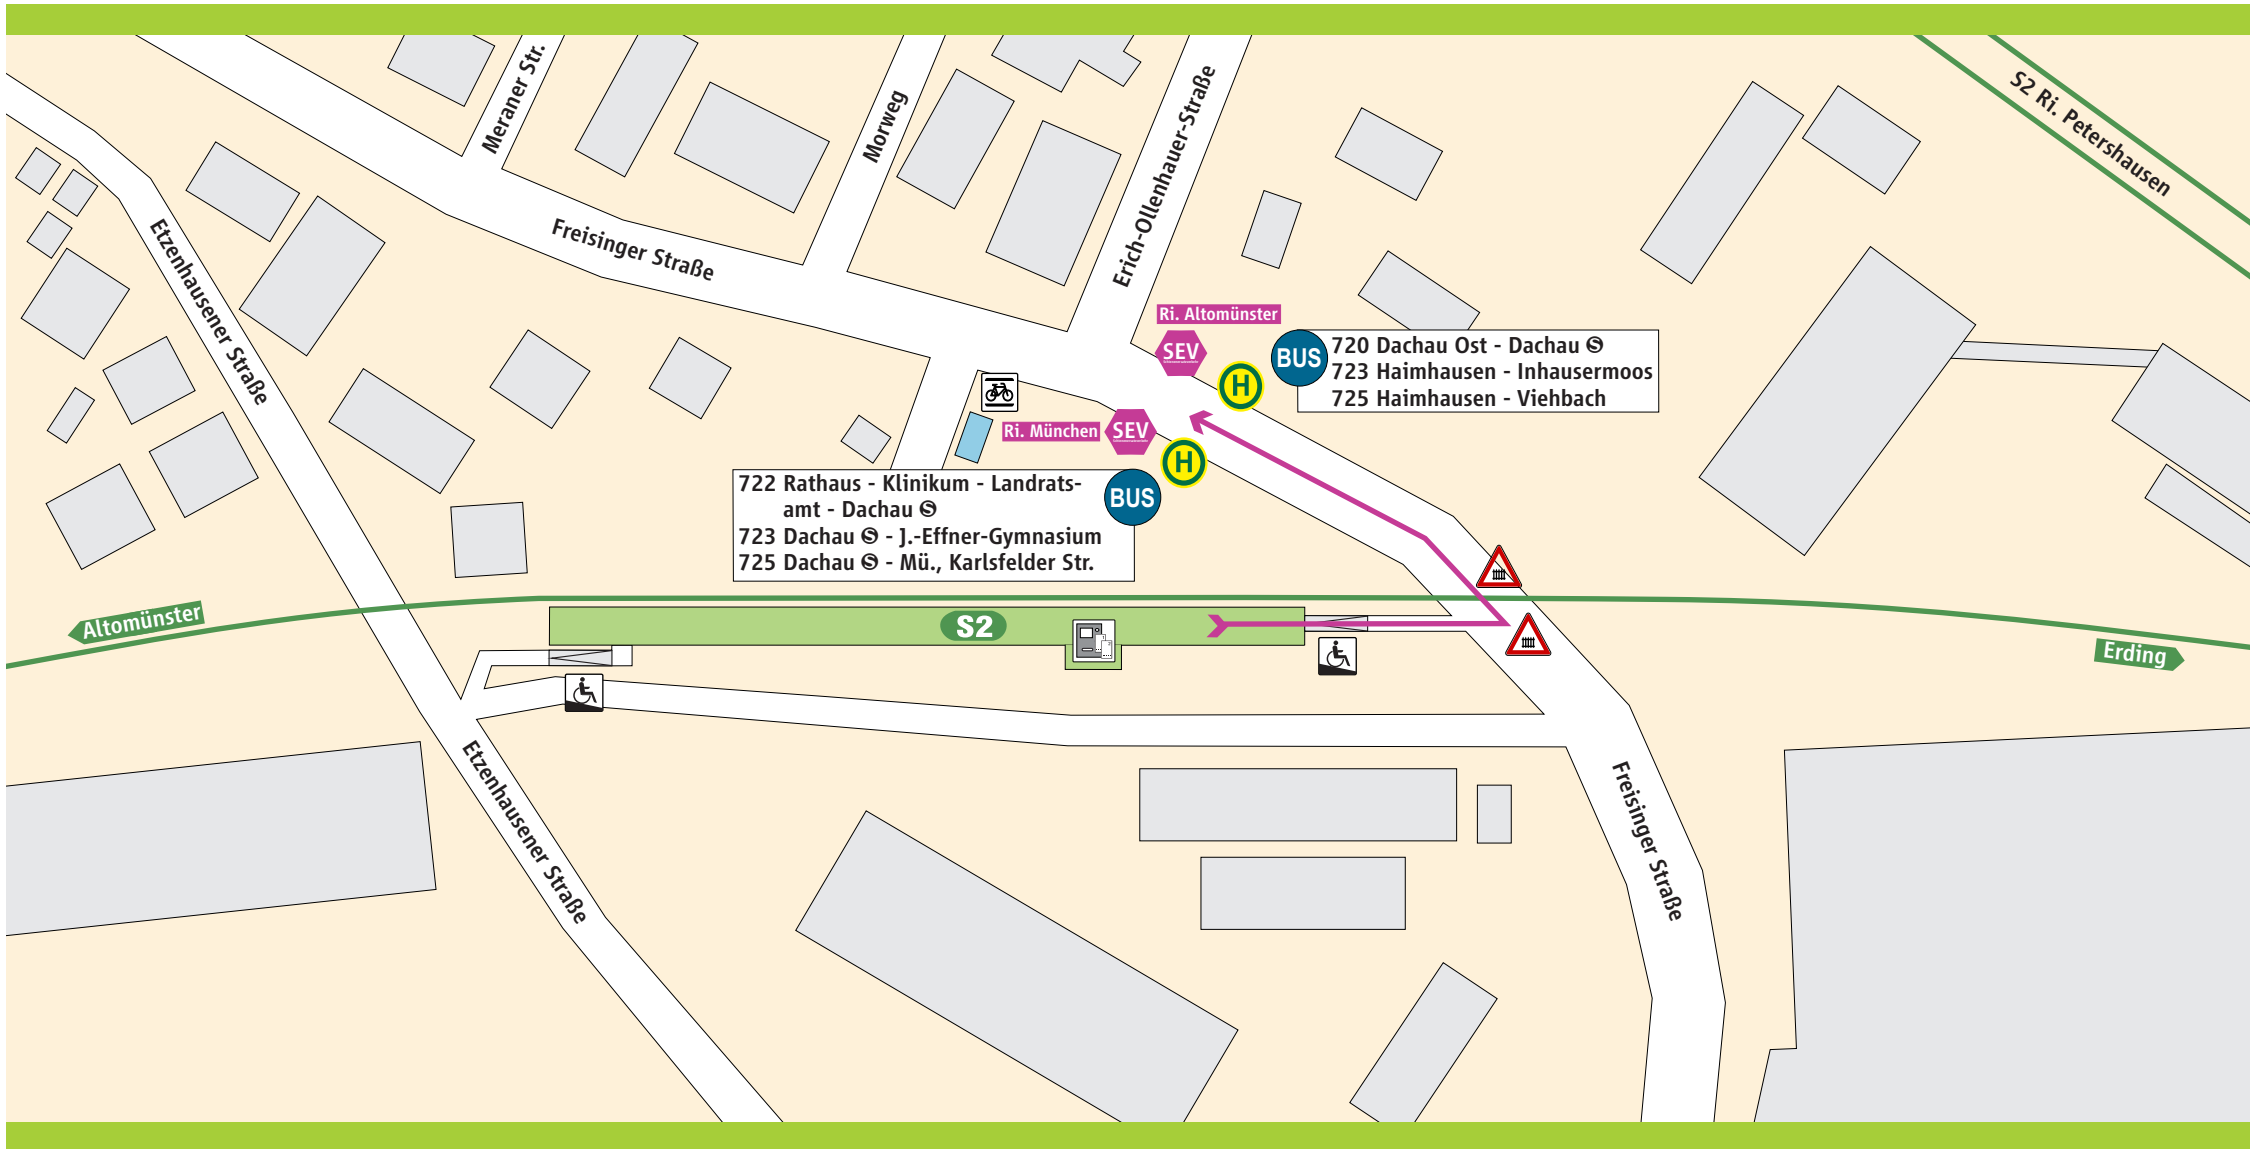 Meraner Str.
Morweg
Erich-Ollenhauer-Straße
S2 Ri. Petershausen
Etzenhausener Straße
Freisinger Straße
Ri. Altomünster
SEV
H
BUS
720 Dachau Ost - Dachau S
723 Haimhausen - Inhausermoos
725 Haimhausen - Viehbach
Ri. München
SEV
H
BUS
722 Rathaus - Klinikum - Landrats-
amt - Dachau S
723 Dachau S - J.-Effner-Gymnasium
725 Dachau S - Mü., Karlsfelder Str.
Altomünster
S2
Erding
Etzenhausener Straße
Freisinger Straße